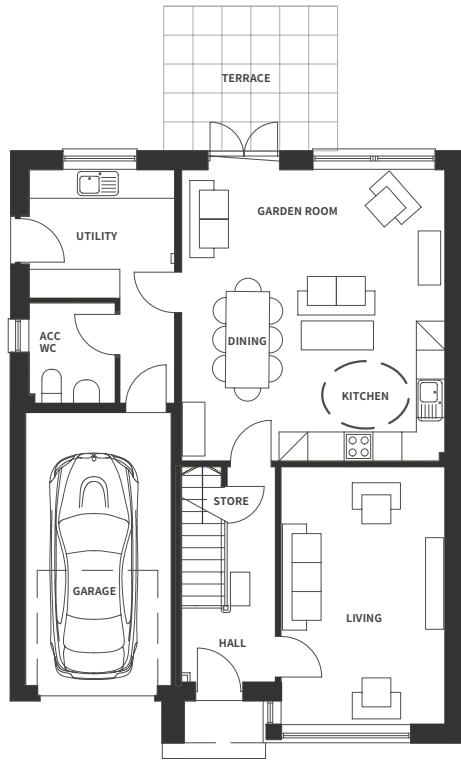 TERRACE
GARDEN ROOM
UTILITY
ACC
WC
DINING
KITCHEN
STORE
GARAGE
LIVING
HALL